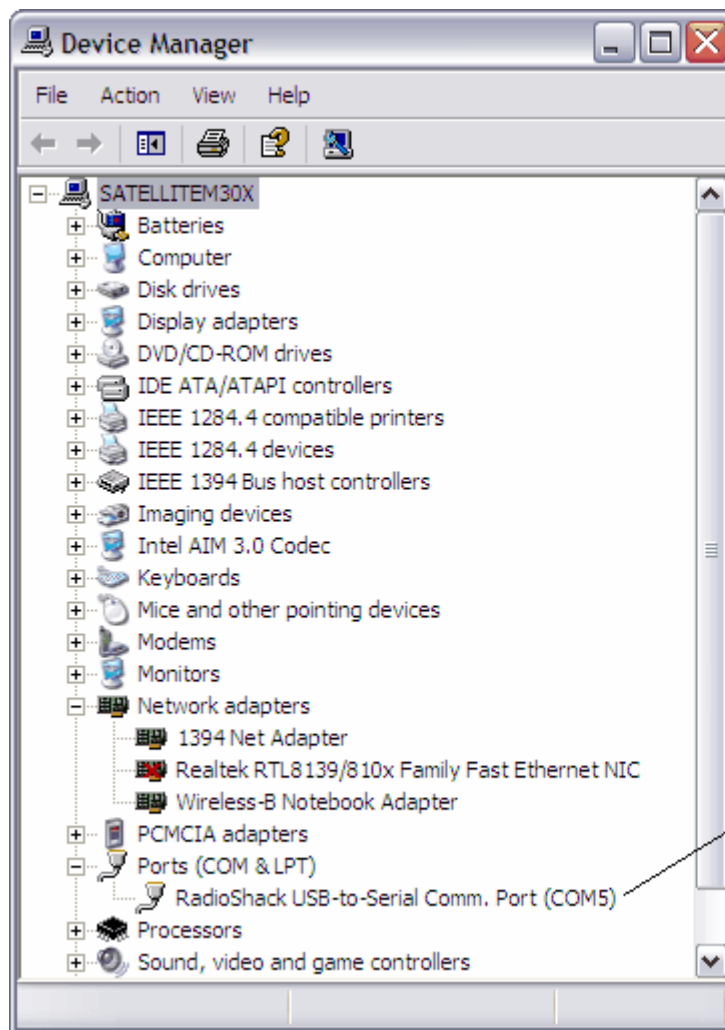 Device Manager
File Action View Help
SATELLITEM30X
Batteries
Computer
Disk drives
Display adapters
DVD/CD-ROM drives
IDE ATA/ATAPI controllers
IEEE 1284.4 compatible printers
IEEE 1284.4 devices
IEEE 1394 Bus host controllers
Imaging devices
Intel AIM 3.0 Codec
Keyboards
Mice and other pointing devices
Modems
Monitors
Network adapters
1394 Net Adapter
Realtek RTL8139/810x Family Fast Ethernet NIC
Wireless-B Notebook Adapter
PCMCIA adapters
Ports (COM & LPT)
RadioShack USB-to-Serial Comm. Port (COM5)
Processors
Sound, video and game controllers